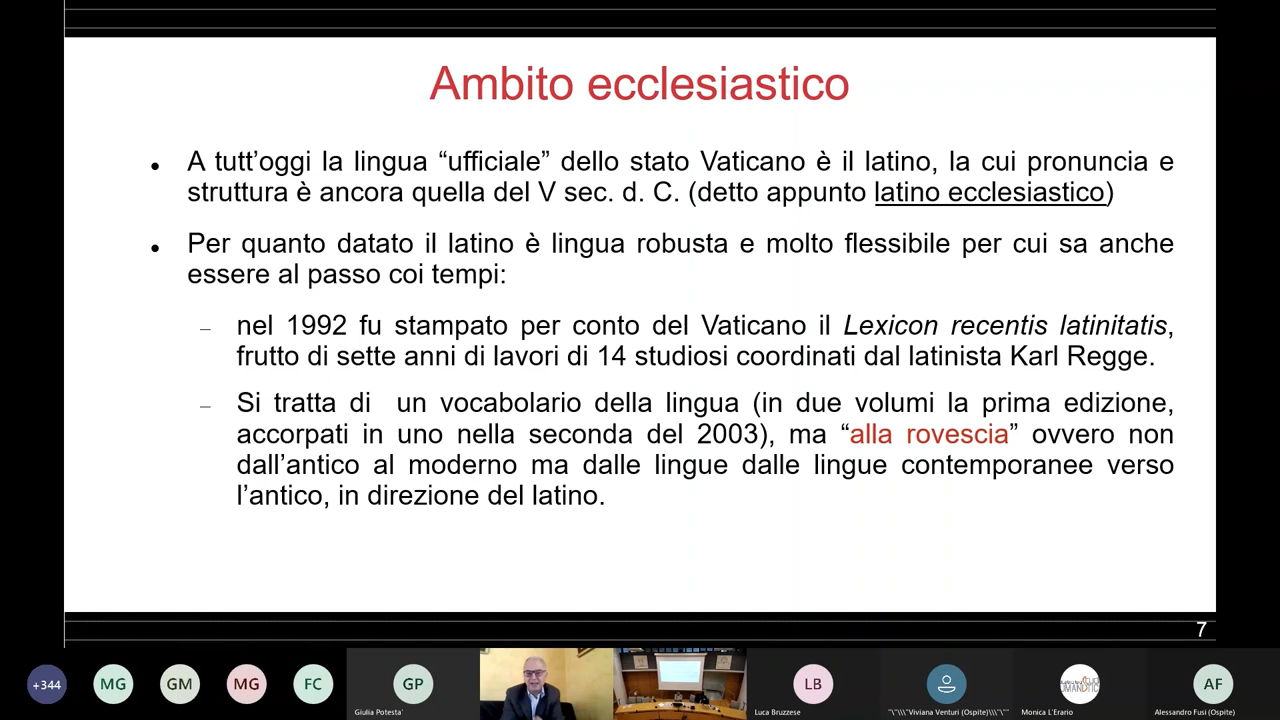 Ambito ecclesiastico
• A tutt’oggi la lingua “ufficiale” dello stato Vaticano è il latino, la cui pronuncia e
struttura è ancora quella del V sec. d. C. (detto appunto latino ecclesiastico)
• Per quanto datato il latino è lingua robusta e molto flessibile per cui sa anche
essere al passo coi tempi:
– nel 1992 fu stampato per conto del Vaticano il Lexicon recentis latinitatis,
frutto di sette anni di lavori di 14 studiosi coordinati dal latinista Karl Regge.
– Si tratta di un vocabolario della lingua (in due volumi la prima edizione,
accorpati in uno nella seconda del 2003), ma “alla rovescia” ovvero non
dall’antico al moderno ma dalle lingue dalle lingue contemporanee verso
l’antico, in direzione del latino.
7
+344 MG GM MG FC GP LB AF
Giulia Potesta' Luca Bruzzese "\"\\\"Viviana Venturi (Ospite)\\\"\"" Monica L'Erario Alessandro Fusi (Ospite)